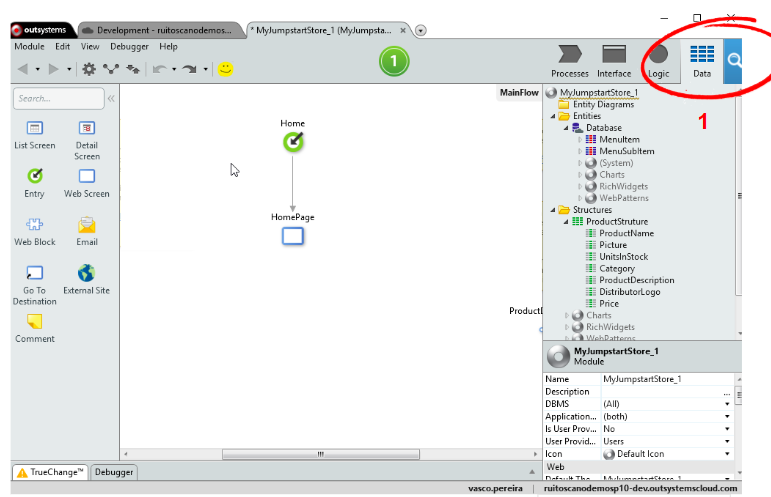 outsystems
Development - ruitoscanodemos...
* MyJumpstartStore_1 (MyJumpsta...
Module Edit View Debugger Help
1
Processes Interface Logic Data
1
Search...
List Screen
Detail Screen
Entry
Web Screen
Web Block
Email
Go To Destination
External Site
Comment
MainFlow
Home
HomePage
MyJumpstartStore_1
Entity Diagrams
Entities
Database
MenuItem
MenuSubItem
(System)
Charts
RichWidgets
WebPatterns
Structures
ProductStruture
ProductName
Picture
UnitsInStock
Category
ProductDescription
DistributorLogo
Price
Charts
RichWidgets
WebPatterns
MyJumpstartStore_1
Module
Name MyJumpstartStore_1
Description ...
DBMS (All)
Application... (both)
Is User Prov... No
User Provid... Users
Icon Default Icon
Web
TrueChange™ Debugger
vasco.pereira ruitoscanodemosp10-dev.outsystemscloud.com